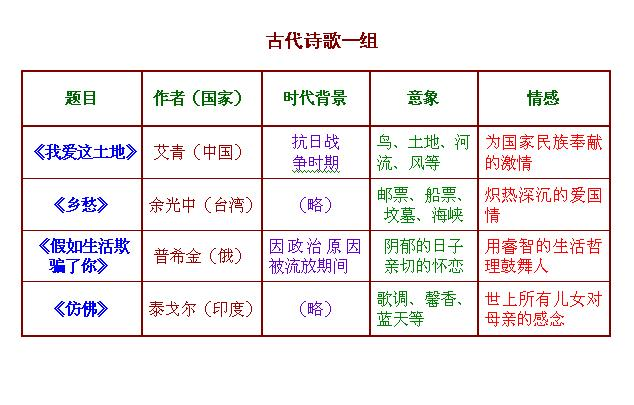 古代诗歌一组
题目 作者（国家） 时代背景 意象 情感
《我爱这土地》 艾青（中国） 抗日战 鸟、土地、河 为国家民族奉献
争时期 流、风等 的激情
《乡愁》 余光中（台湾） （略） 邮票、船票、 炽热深沉的爱国
坟墓、海峡 情
《假如生活欺 普希金（俄） 因政治原因 阴郁的日子 用睿智的生活哲
骗了你》 被流放期间 亲切的怀恋 理鼓舞人
《仿佛》 泰戈尔（印度） （略） 歌调、馨香、 世上所有儿女对
蓝天等 母亲的感念